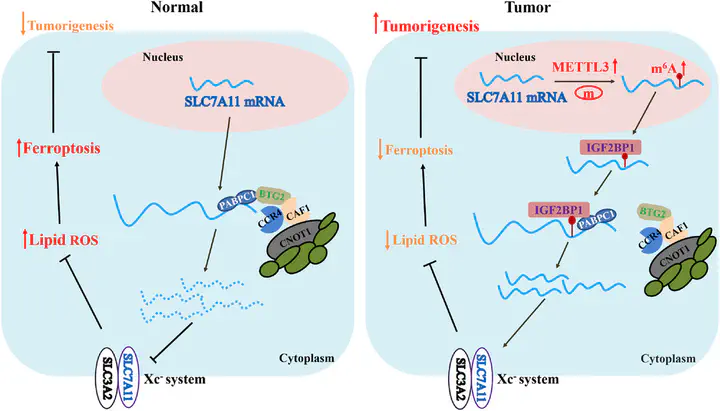 Normal
↓Tumorigenesis
Nucleus
SLC7A11 mRNA
↑Ferroptosis
PABPC1
BTG2
CCR4
CAF1
CNOT1
↑Lipid ROS
SLC3A2
SLC7A11
Xc- system
Cytoplasm
Tumor
↑Tumorigenesis
Nucleus
METTL3↑
m⁶A↑
SLC7A11 mRNA
m
IGF2BP1
↓Ferroptosis
IGF2BP1
PABPC1
BTG2
CCR4
CAF1
CNOT1
↓Lipid ROS
SLC3A2
SLC7A11
Xc- system
Cytoplasm